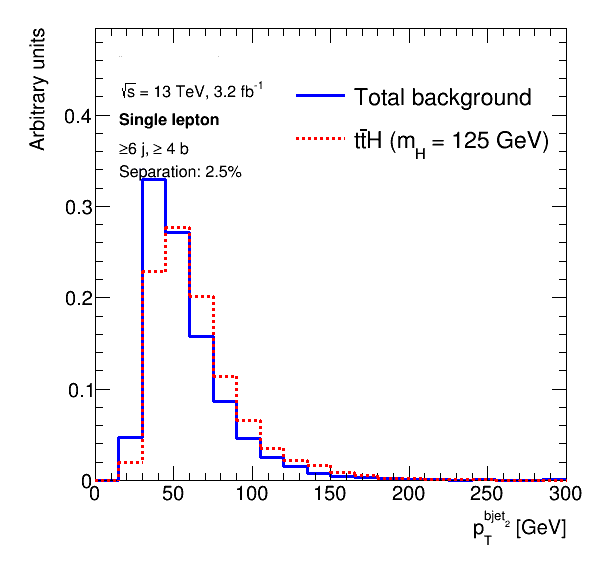 Arbitrary units
√s = 13 TeV, 3.2 fb⁻¹
Single lepton
≥6 j, ≥ 4 b
Separation: 2.5%
Total background
tt̄H (m_H = 125 GeV)
0.4
0.3
0.2
0.1
0
0 50 100 150 200 250 300
p_T^bjet_2 [GeV]